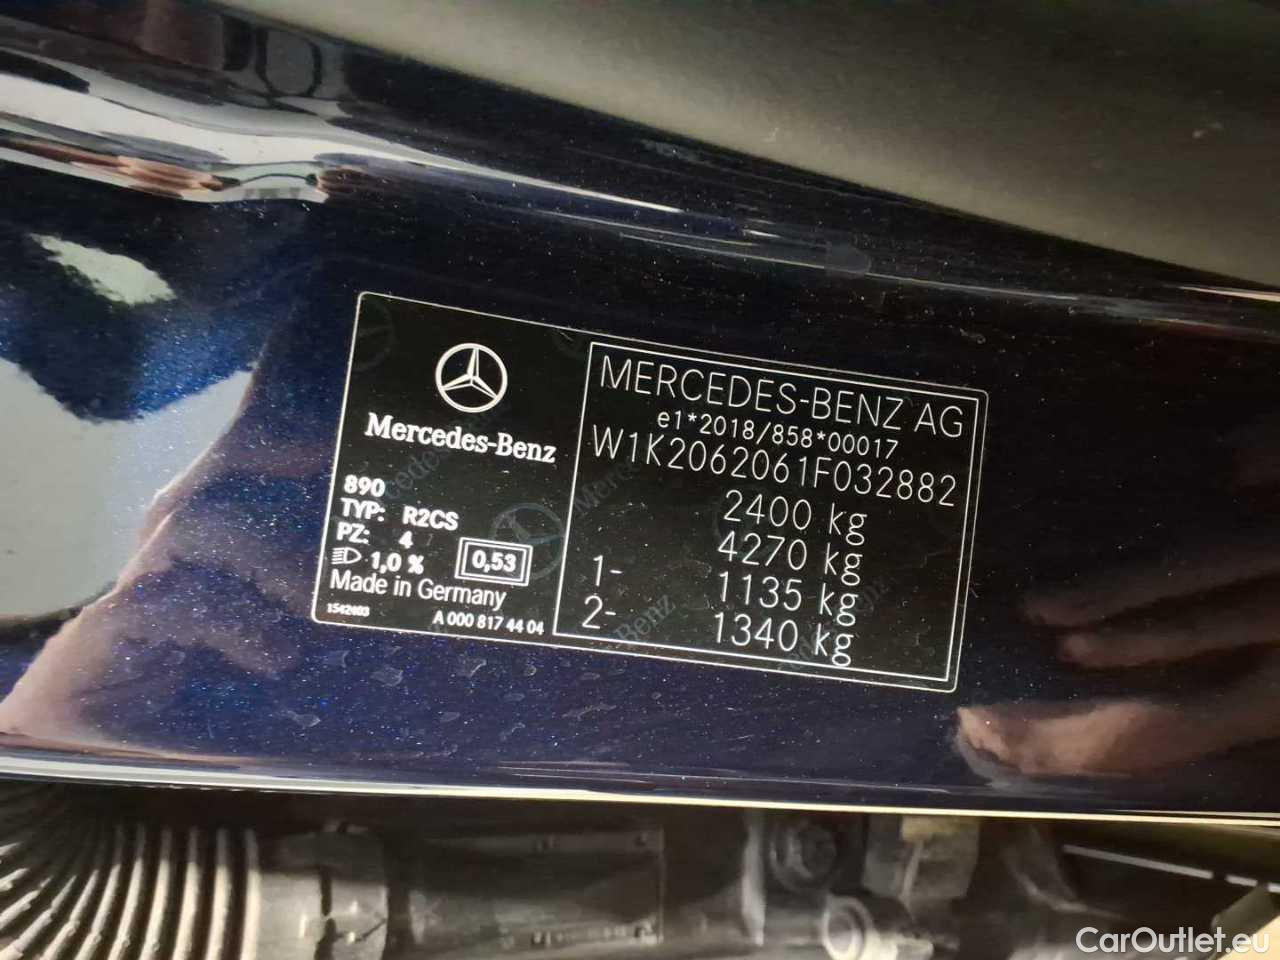 Mercedes-Benz
890
TYP: R2CS
PZ: 4
1,0 %
0,53
Made in Germany
1542403
A 000 817 44 04
MERCEDES-BENZ AG
e1*2018/858*00017
W1K2062061F032882
2400 kg
4270 kg
1- 1135 kg
2- 1340 kg
CarOutlet.eu